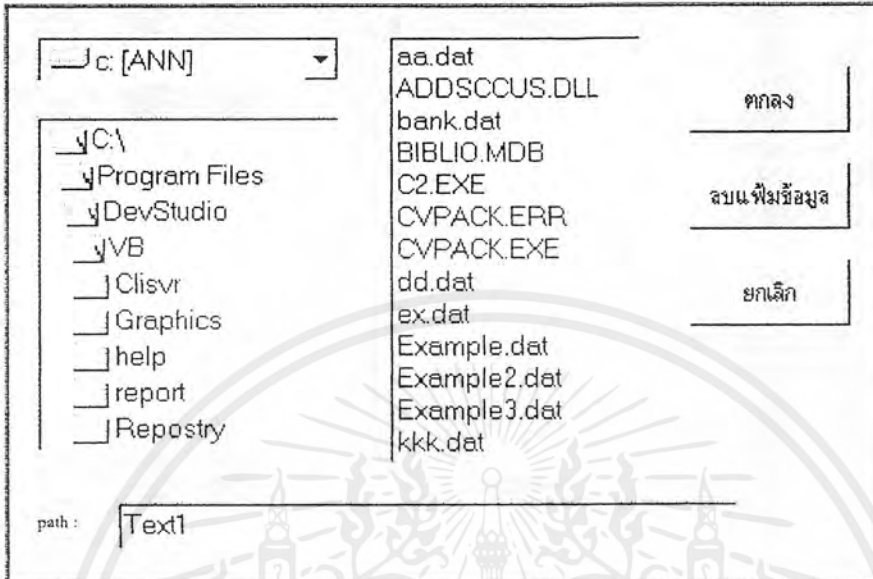 c: [ANN]
C:\
Program Files
DevStudio
VB
Clisvr
Graphics
help
report
Repostry
aa.dat
ADDSCCUS.DLL
bank.dat
BIBLIO.MDB
C2.EXE
CVPACK.ERR
CVPACK.EXE
dd.dat
ex.dat
Example.dat
Example2.dat
Example3.dat
kkk.dat
ตกลง
ลบแฟ้มข้อมูล
ยกเลิก
path :
Text1